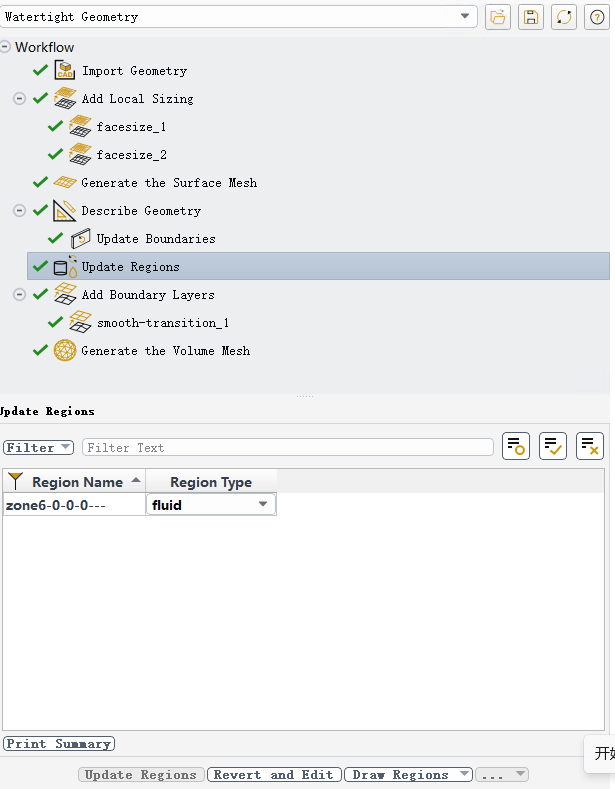 Watertight Geometry
Workflow
Import Geometry
Add Local Sizing
facesize_1
facesize_2
Generate the Surface Mesh
Describe Geometry
Update Boundaries
Update Regions
Add Boundary Layers
smooth-transition_1
Generate the Volume Mesh
Update Regions
Filter Filter Text
Region Name Region Type
zone6-0-0-0--- fluid
Print Summary
开始
Update Regions Revert and Edit Draw Regions ...